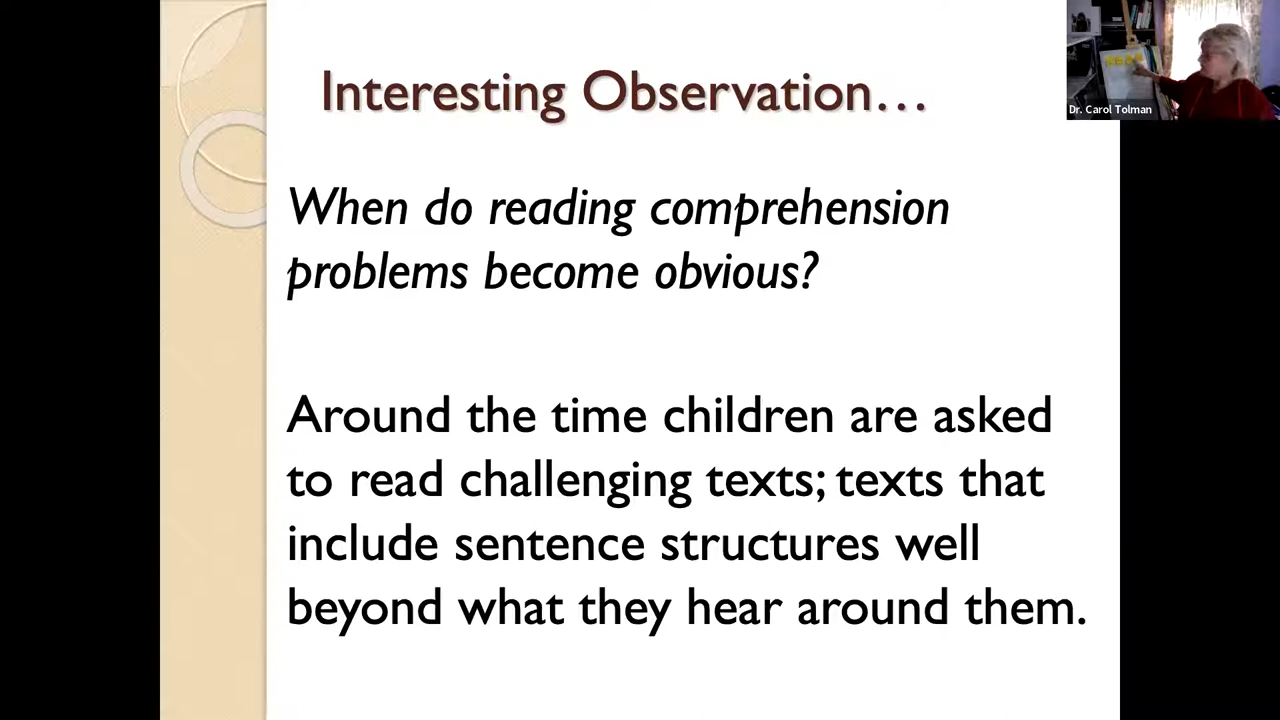 Interesting Observation…
Dr. Carol Tolman
When do reading comprehension
problems become obvious?
Around the time children are asked
to read challenging texts; texts that
include sentence structures well
beyond what they hear around them.